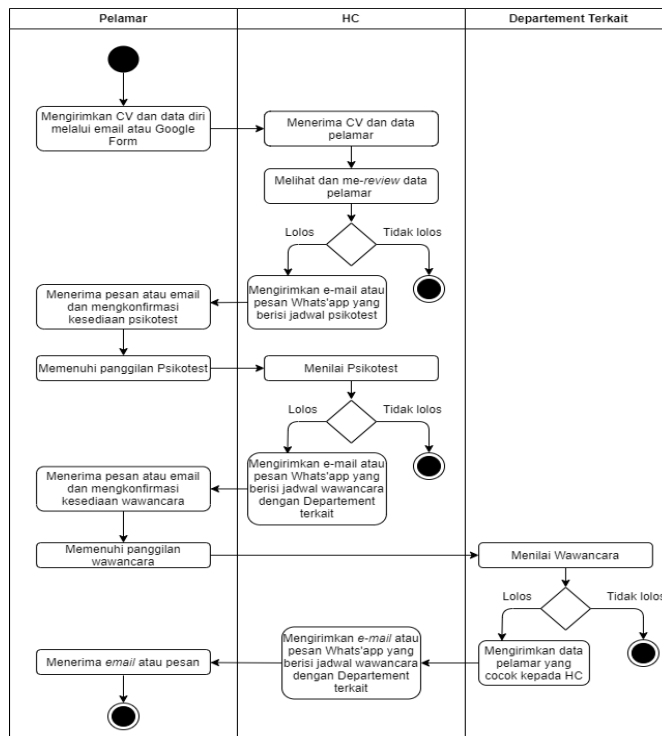 Pelamar
HC
Departement Terkait
Mengirimkan CV dan data diri
melalui email atau Google
Form
Menerima CV dan data
pelamar
Melihat dan me-review data
pelamar
Lolos
Tidak lolos
Mengirimkan e-mail atau
pesan Whats'app yang
berisi jadwal psikotest
Menerima pesan atau email
dan mengkonfirmasi
kesediaan psikotest
Memenuhi panggilan Psikotest
Menilai Psikotest
Lolos
Tidak lolos
Mengirimkan e-mail atau
pesan Whats'app yang
berisi jadwal wawancara
dengan Departement
terkait
Menerima pesan atau email
dan mengkonfirmasi
kesediaan wawancara
Memenuhi panggilan
wawancara
Menilai Wawancara
Lolos
Tidak lolos
Mengirimkan data
pelamar yang
cocok kepada HC
Mengirimkan e-mail atau
pesan Whats'app yang
berisi jadwal wawancara
dengan Departement
terkait
Menerima email atau pesan